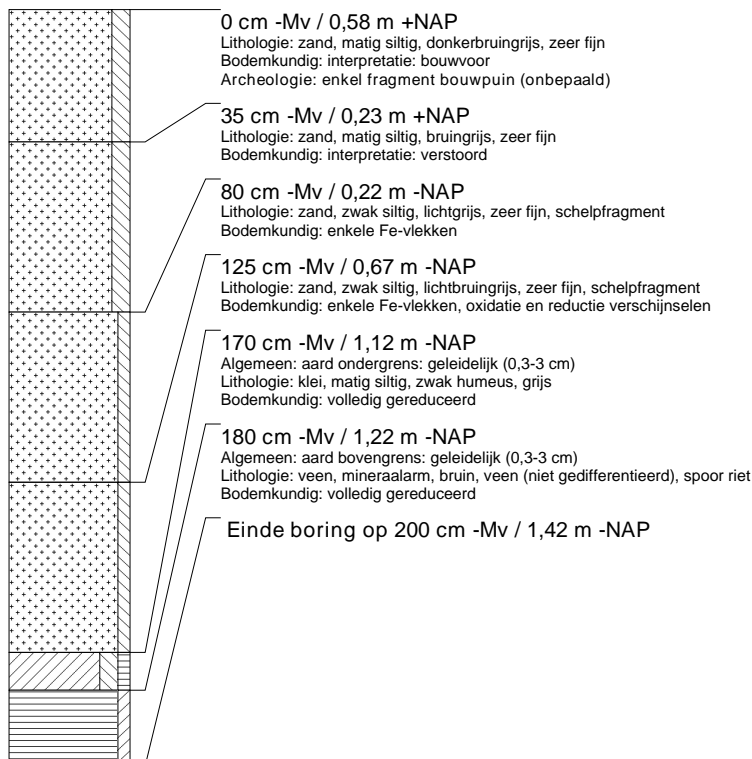 0 cm -Mv / 0,58 m +NAP
Lithologie: zand, matig siltig, donkerbruingrijs, zeer fijn
Bodemkundig: interpretatie: bouwvoor
Archeologie: enkel fragment bouwpuin (onbepaald)
35 cm -Mv / 0,23 m +NAP
Lithologie: zand, matig siltig, bruingrijs, zeer fijn
Bodemkundig: interpretatie: verstoord
80 cm -Mv / 0,22 m -NAP
Lithologie: zand, zwak siltig, lichtgrijs, zeer fijn, schelpfragment
Bodemkundig: enkele Fe-vlekken
125 cm -Mv / 0,67 m -NAP
Lithologie: zand, zwak siltig, lichtbruingrijs, zeer fijn, schelpfragment
Bodemkundig: enkele Fe-vlekken, oxidatie en reductie verschijnselen
170 cm -Mv / 1,12 m -NAP
Algemeen: aard ondergrens: geleidelijk (0,3-3 cm)
Lithologie: klei, matig siltig, zwak humeus, grijs
Bodemkundig: volledig gereduceerd
180 cm -Mv / 1,22 m -NAP
Algemeen: aard bovengrens: geleidelijk (0,3-3 cm)
Lithologie: veen, mineraalarm, bruin, veen (niet gedifferentieerd), spoor riet
Bodemkundig: volledig gereduceerd
Einde boring op 200 cm -Mv / 1,42 m -NAP